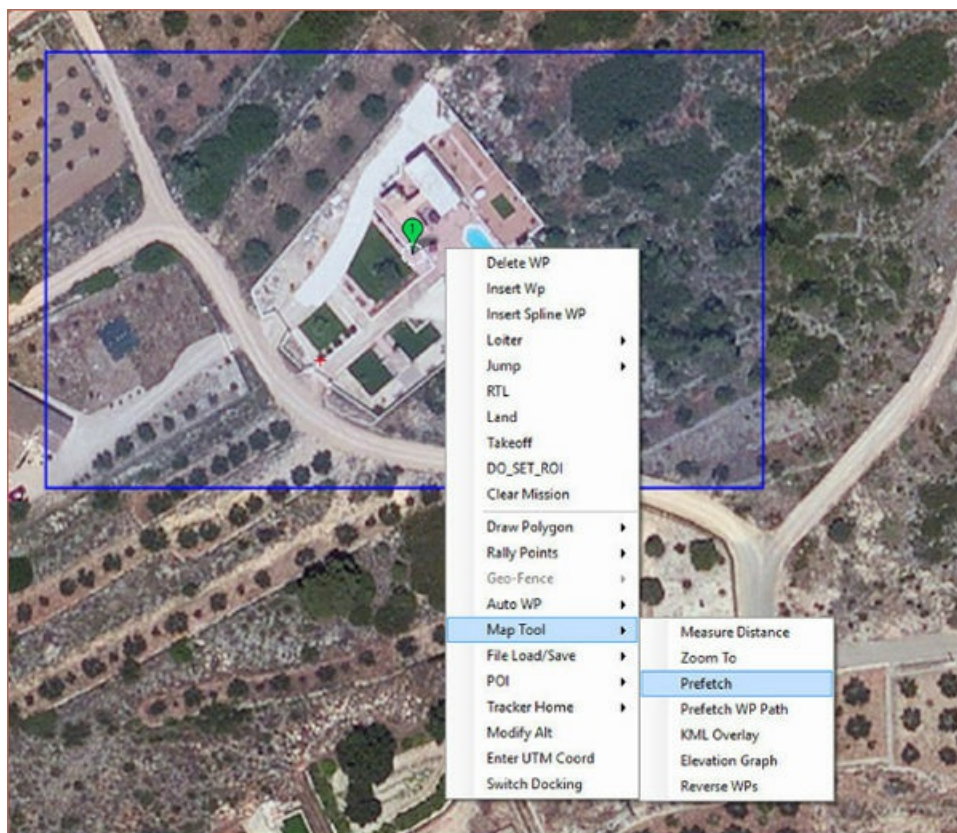 1
Delete WP
Insert Wp
Insert Spline WP
Loiter
Jump
RTL
Land
Takeoff
DO_SET_ROI
Clear Mission
Draw Polygon
Rally Points
Geo-Fence
Auto WP
Map Tool
File Load/Save
POI
Tracker Home
Modify Alt
Enter UTM Coord
Switch Docking
Measure Distance
Zoom To
Prefetch
Prefetch WP Path
KML Overlay
Elevation Graph
Reverse WPs